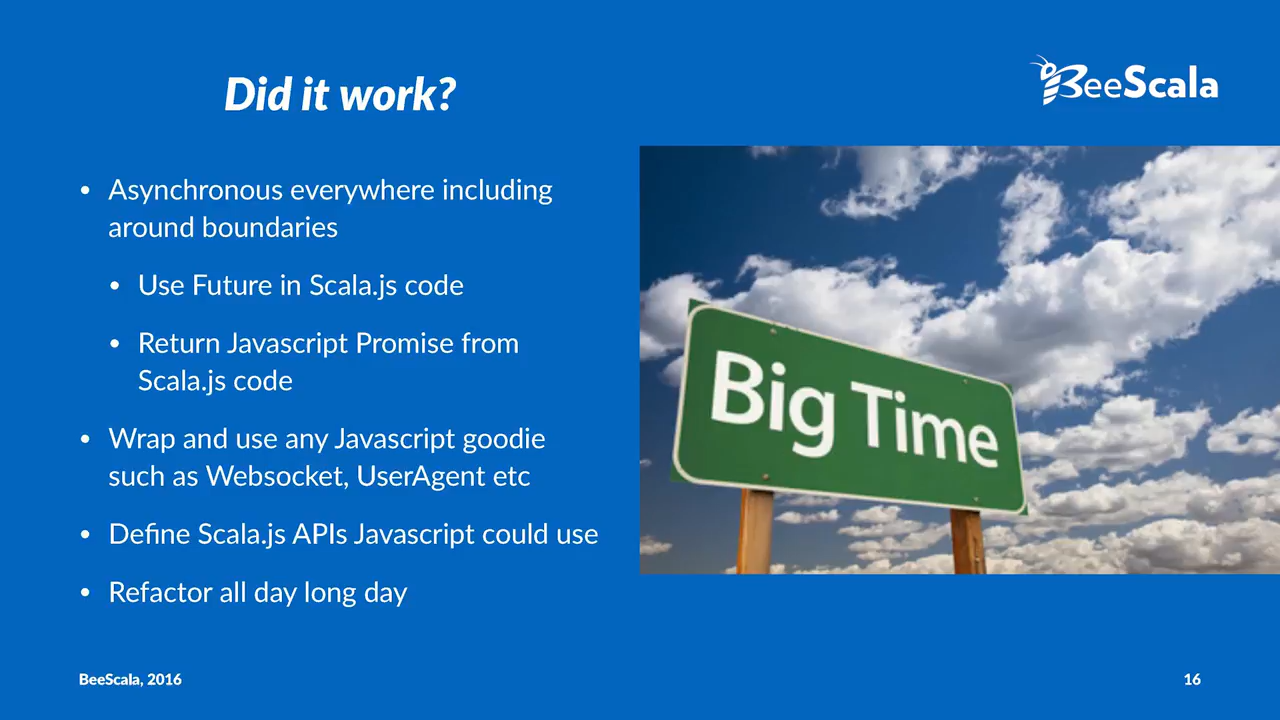 Did it work?
BeeScala
• Asynchronous everywhere including
around boundaries
• Use Future in Scala.js code
• Return Javascript Promise from
Scala.js code
• Wrap and use any Javascript goodie
such as Websocket, UserAgent etc
• Define Scala.js APIs Javascript could use
• Refactor all day long day
Big Time
BeeScala, 2016
16